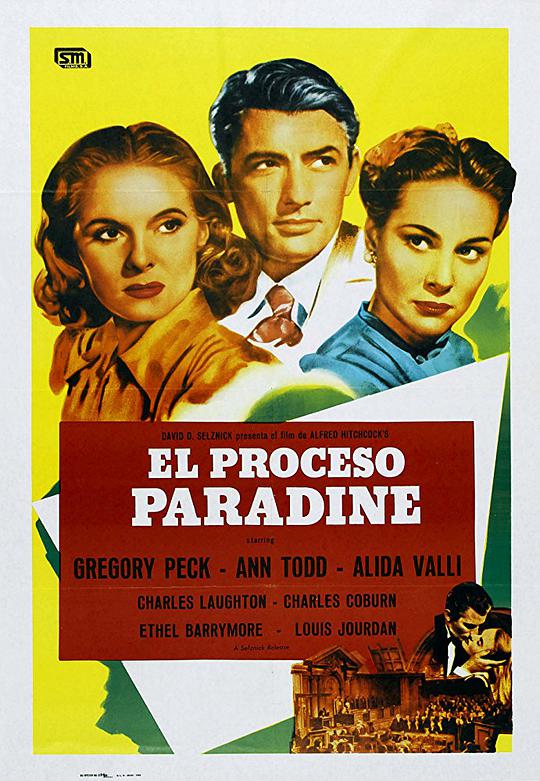 SM
FILMS, S.A.
DAVID O. SELZNICK presenta el film de ALFRED HITCHCOCK'S
EL PROCESO
PARADINE
starring
GREGORY PECK - ANN TODD - ALIDA VALLI
CHARLES LAUGHTON - CHARLES COBURN
ETHEL BARRYMORE - LOUIS JOURDAN
A Selznick Release